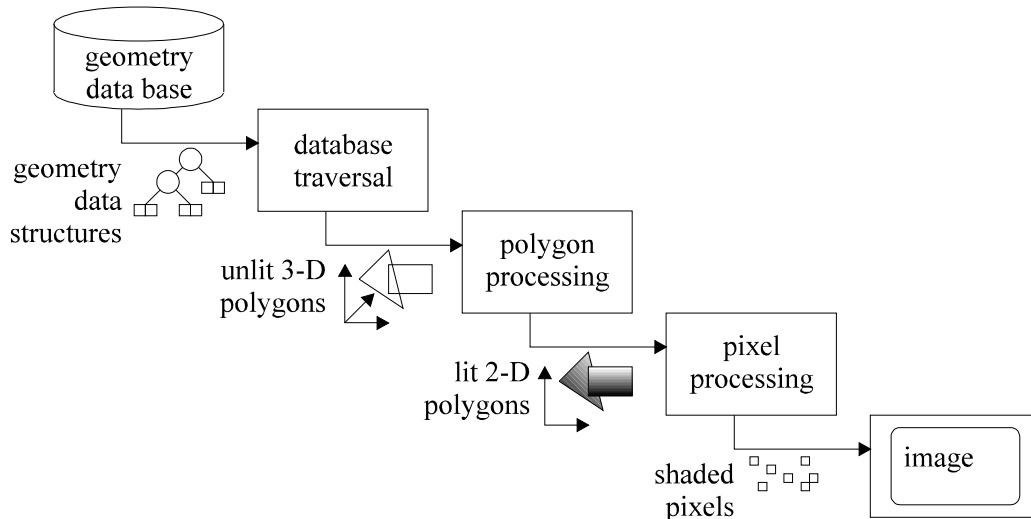 geometry
data base
database
traversal
geometry
data
structures
polygon
processing
unlit 3-D
polygons
pixel
processing
lit 2-D
polygons
image
shaded
pixels